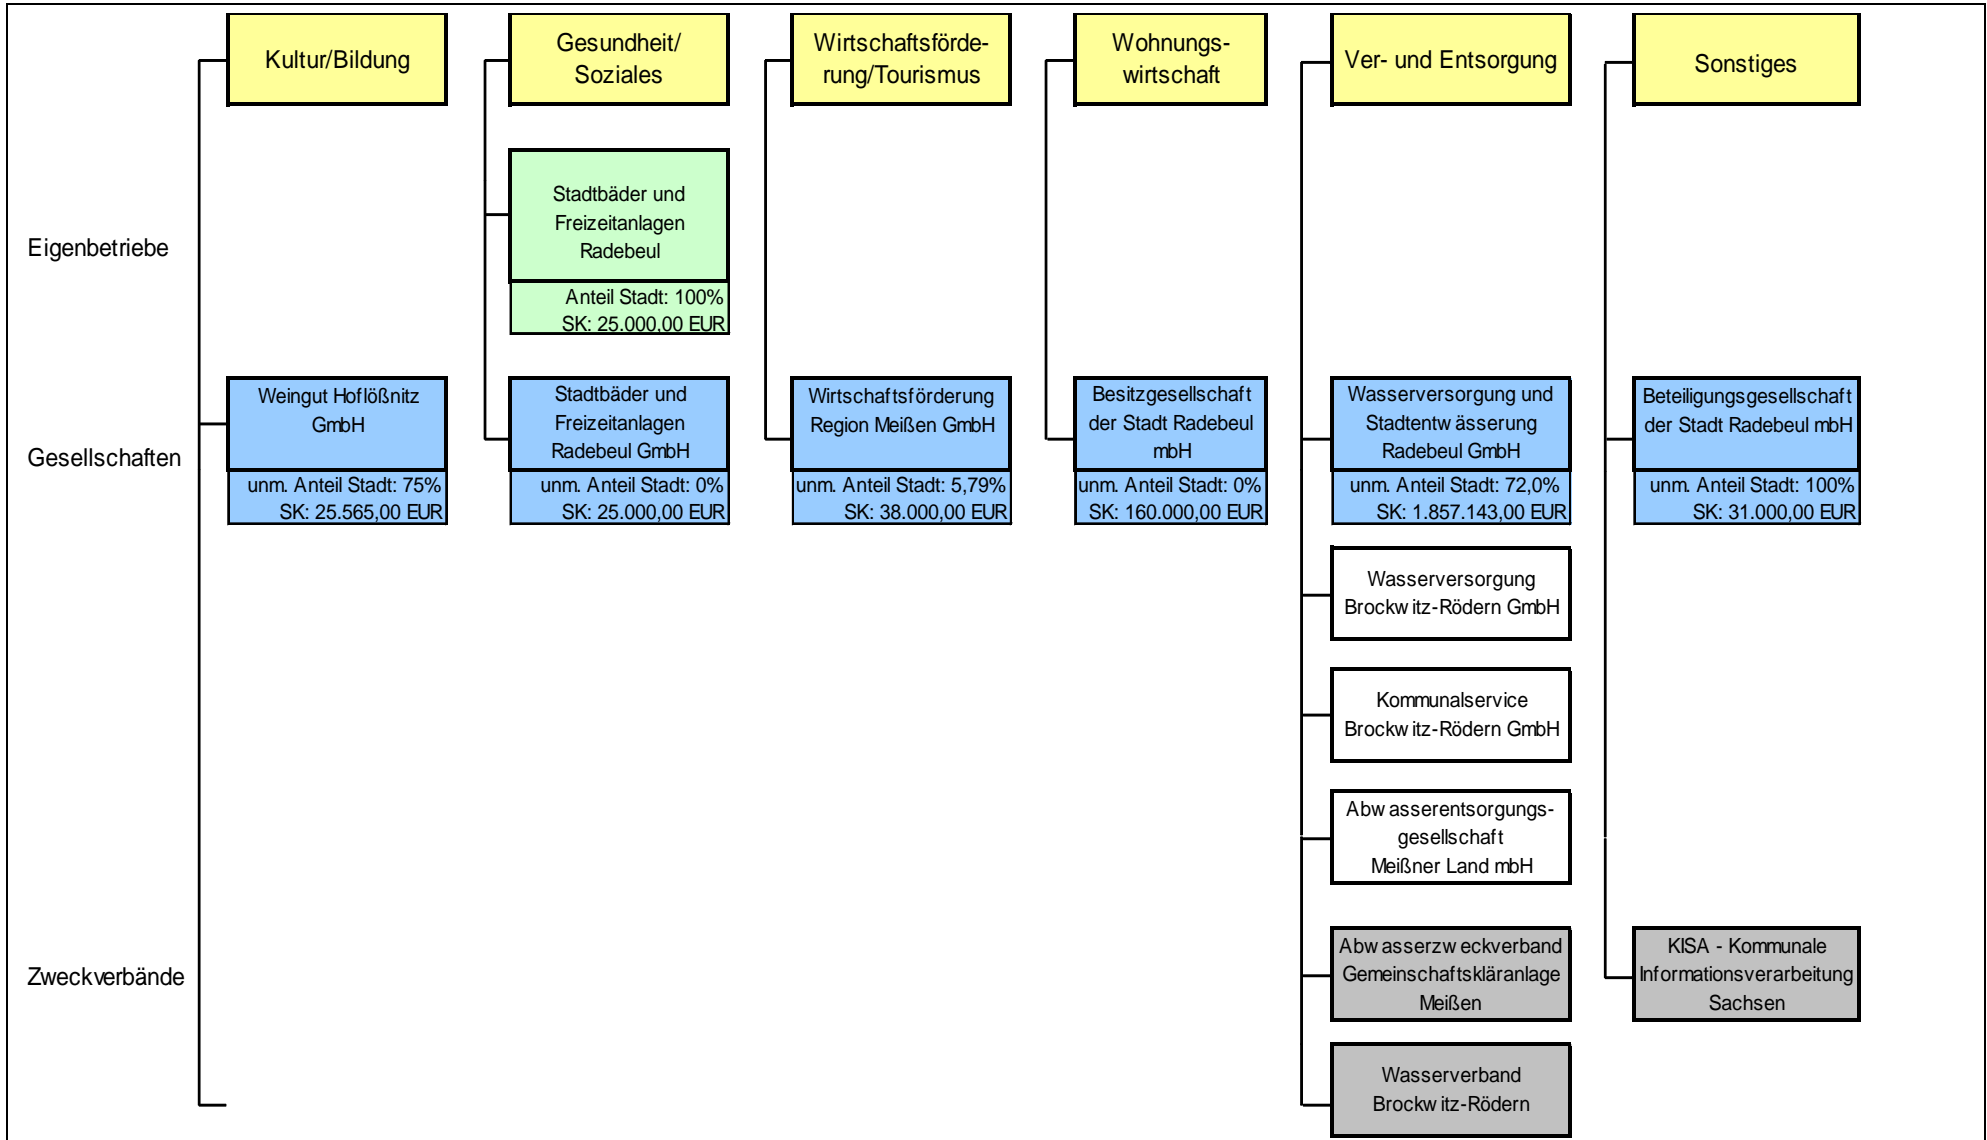 Kultur/Bildung
Gesundheit/
Soziales
Wirtschaftsförde-
rung/Tourismus
Wohnungs-
wirtschaft
Ver- und Entsorgung
Sonstiges
Eigenbetriebe
Stadtbäder und
Freizeitanlagen
Radebeul
Anteil Stadt: 100%
SK: 25.000,00 EUR
Gesellschaften
Weingut Hoflößnitz
GmbH
unm. Anteil Stadt: 75%
SK: 25.565,00 EUR
Stadtbäder und
Freizeitanlagen
Radebeul GmbH
unm. Anteil Stadt: 0%
SK: 25.000,00 EUR
Wirtschaftsförderung
Region Meißen GmbH
unm. Anteil Stadt: 5,79%
SK: 38.000,00 EUR
Besitzgesellschaft
der Stadt Radebeul
mbH
unm. Anteil Stadt: 0%
SK: 160.000,00 EUR
Wasserversorgung und
Stadtentwässerung
Radebeul GmbH
unm. Anteil Stadt: 72,0%
SK: 1.857.143,00 EUR
Beteiligungsgesellschaft
der Stadt Radebeul mbH
unm. Anteil Stadt: 100%
SK: 31.000,00 EUR
Wasserversorgung
Brockwitz-Rödern GmbH
Kommunalservice
Brockwitz-Rödern GmbH
Abwasserentsorgungs-
gesellschaft
Meißner Land mbH
Zweckverbände
Abwasserzweckverband
Gemeinschaftskläranlage
Meißen
KISA - Kommunale
Informationsverarbeitung
Sachsen
Wasserverband
Brockwitz-Rödern